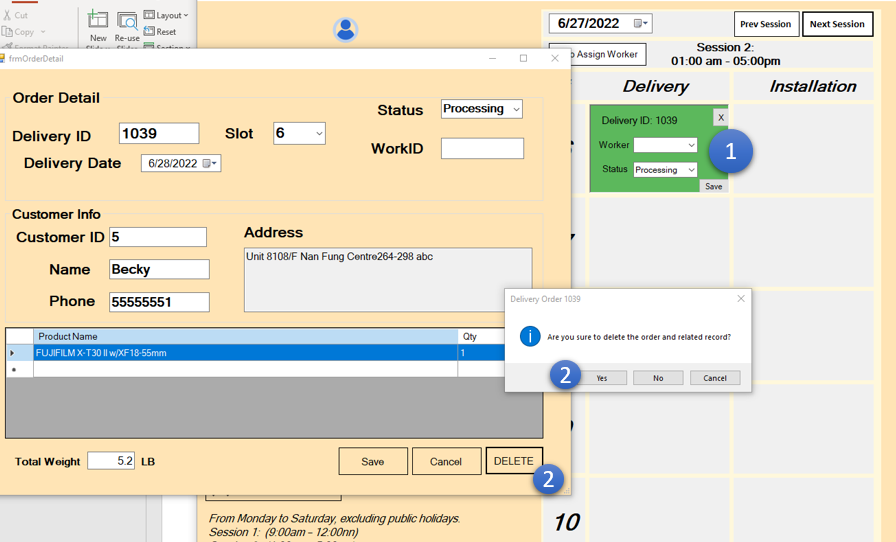 Cut
Copy
Format Painter
New
Re-use
Layout
Reset
Section
frmOrderDetail
Order Detail
Delivery ID 1039 Slot 6
Delivery Date 6/28/2022
Status Processing
WorkID
Customer Info
Customer ID 5
Name Becky
Phone 55555551
Address
Unit 8108/F Nan Fung Centre264-298 abc
Product Name Qty
FUJIFILM X-T30 II w/XF18-55mm 1
Total Weight 5.2 LB
Save Cancel DELETE
2
6/27/2022 Prev Session Next Session
Assign Worker
Session 2:
01:00 am - 05:00pm
Delivery Installation
Delivery ID: 1039 X
Worker
Status Processing
Save
1
Delivery Order 1039
Are you sure to delete the order and related record?
2
Yes No Cancel
10
From Monday to Saturday, excluding public holidays.
Session 1: (9:00am – 12:00nn)